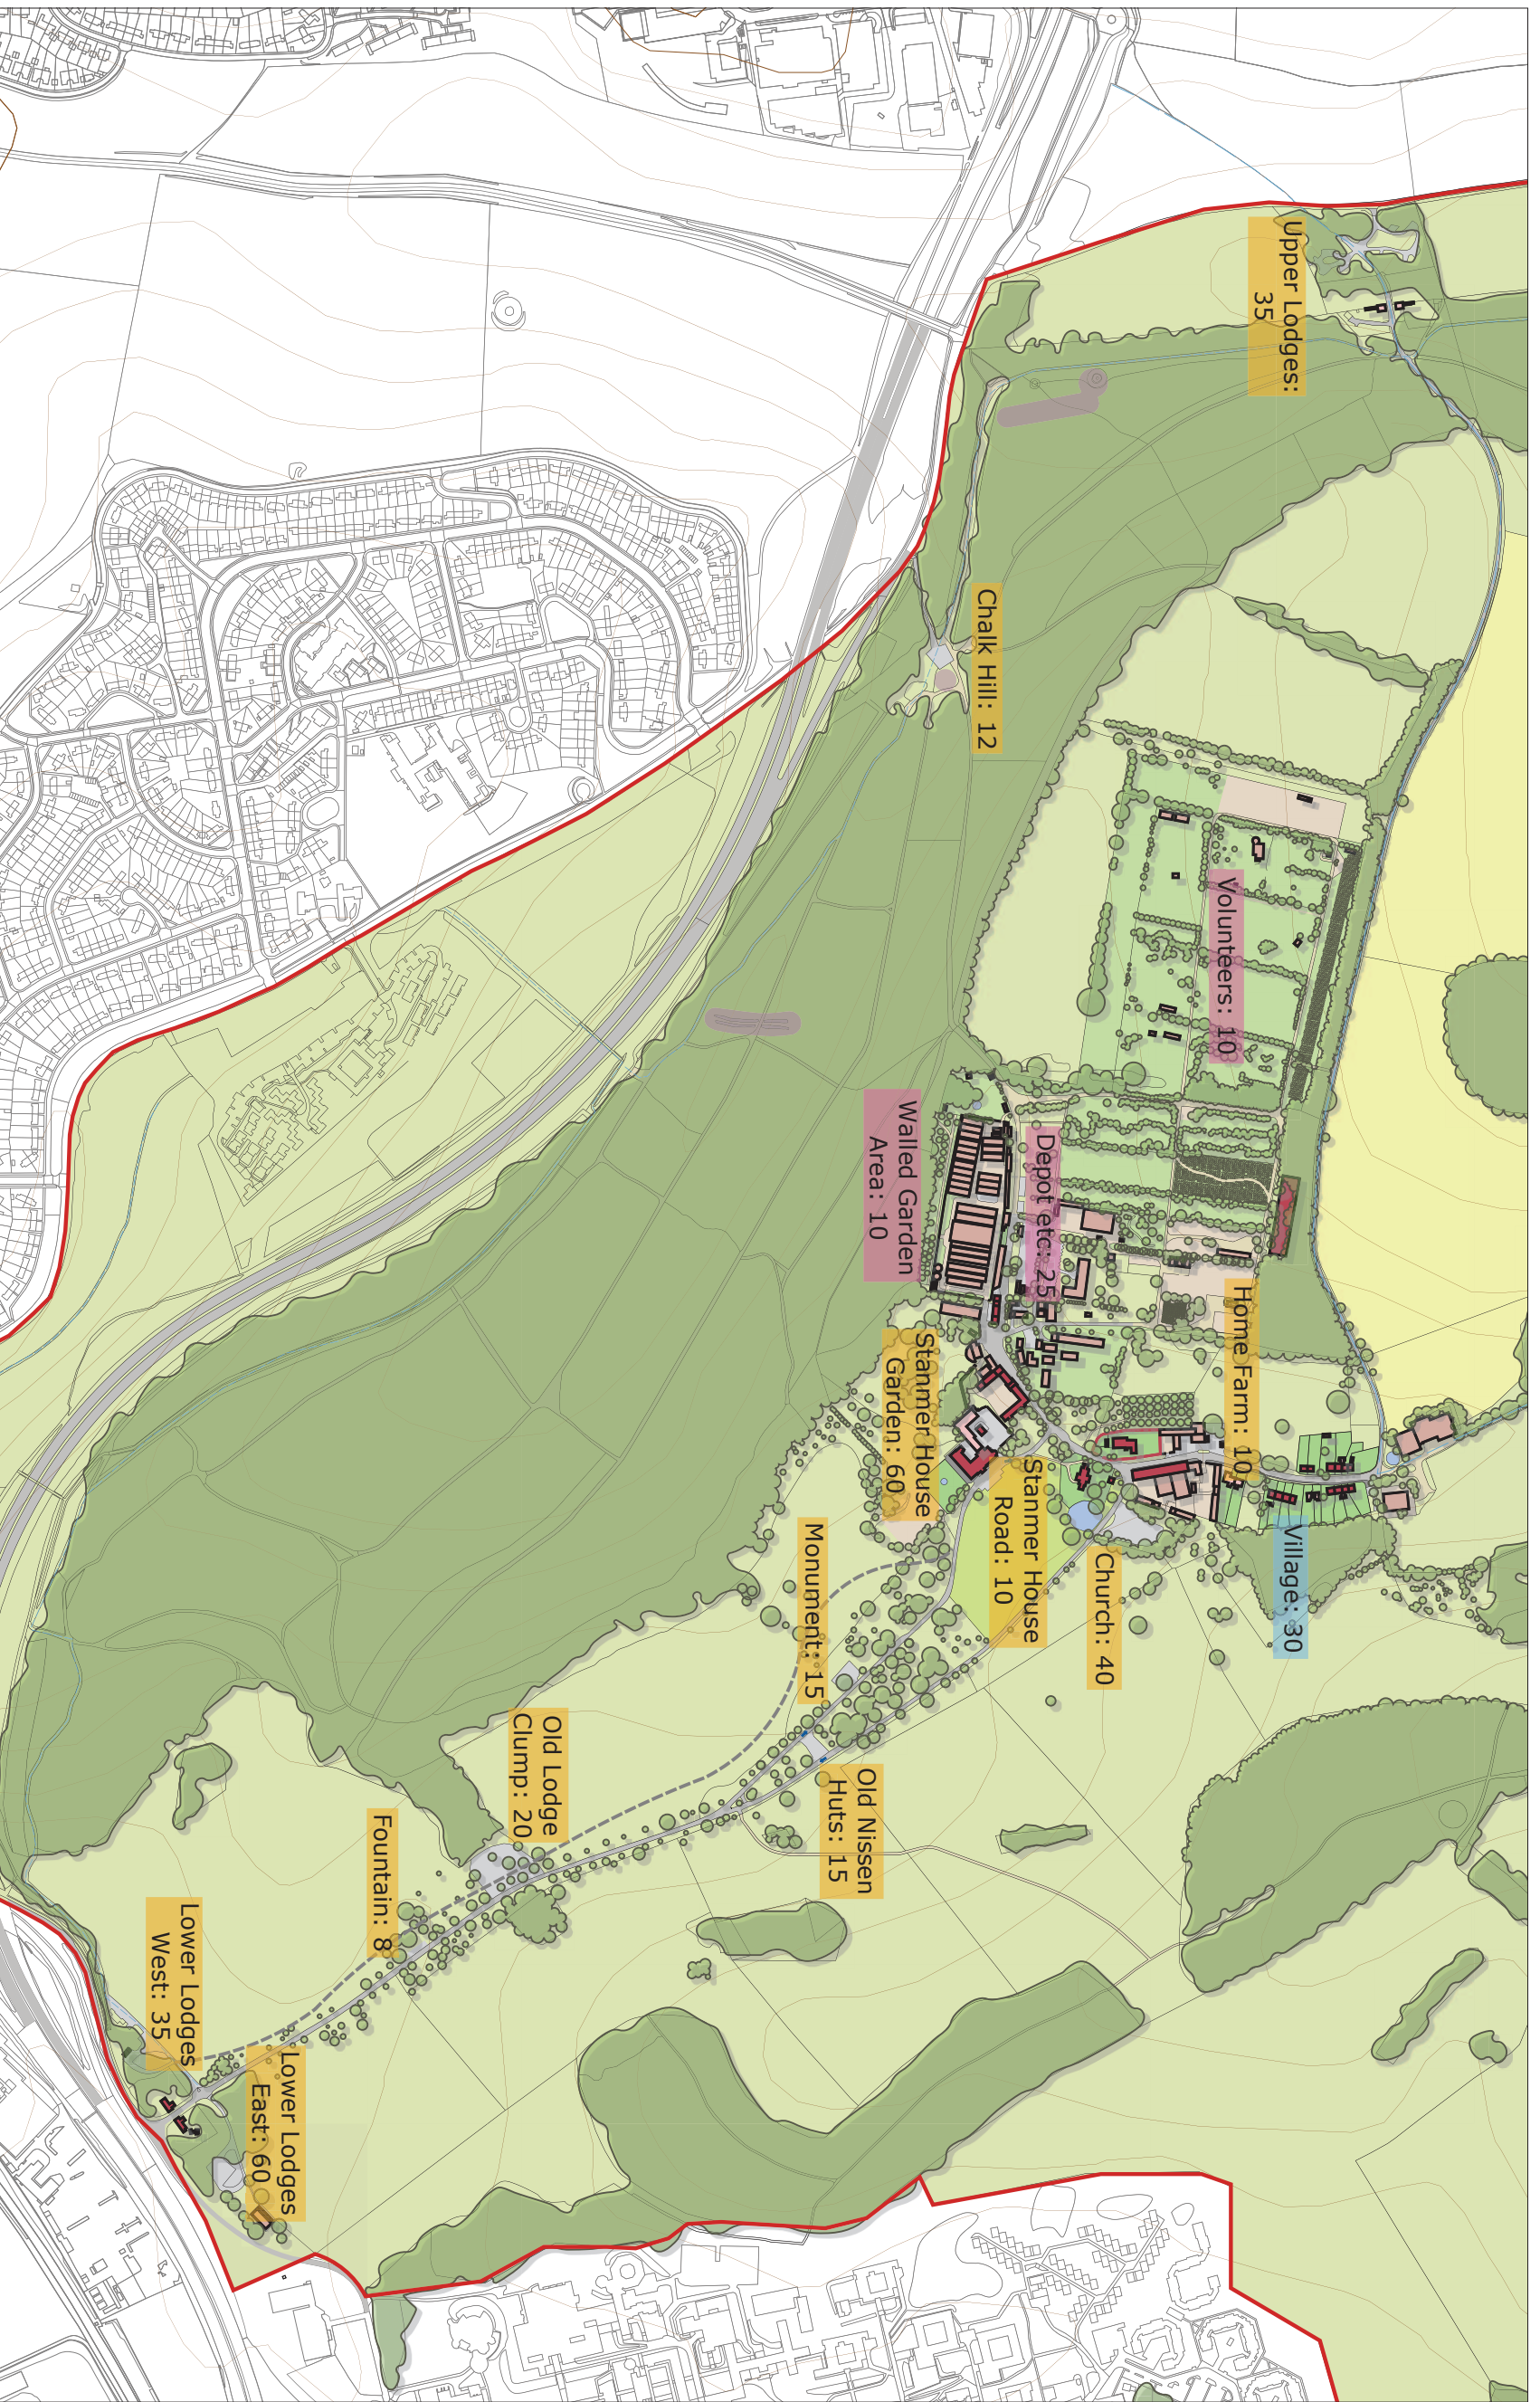 Upper Lodges:
35
Chalk Hill: 12
Volunteers: 10
Walled Garden
Area: 10
Depot etc: 25
Home Farm: 10
Stanmer House
Garden: 60
Stanmer House
Road: 10
Church: 40
Village: 30
Monument: 15
Old Nissen
Huts: 15
Old Lodge
Clump: 20
Fountain: 8
Lower Lodges
West: 35
Lower Lodges
East: 60